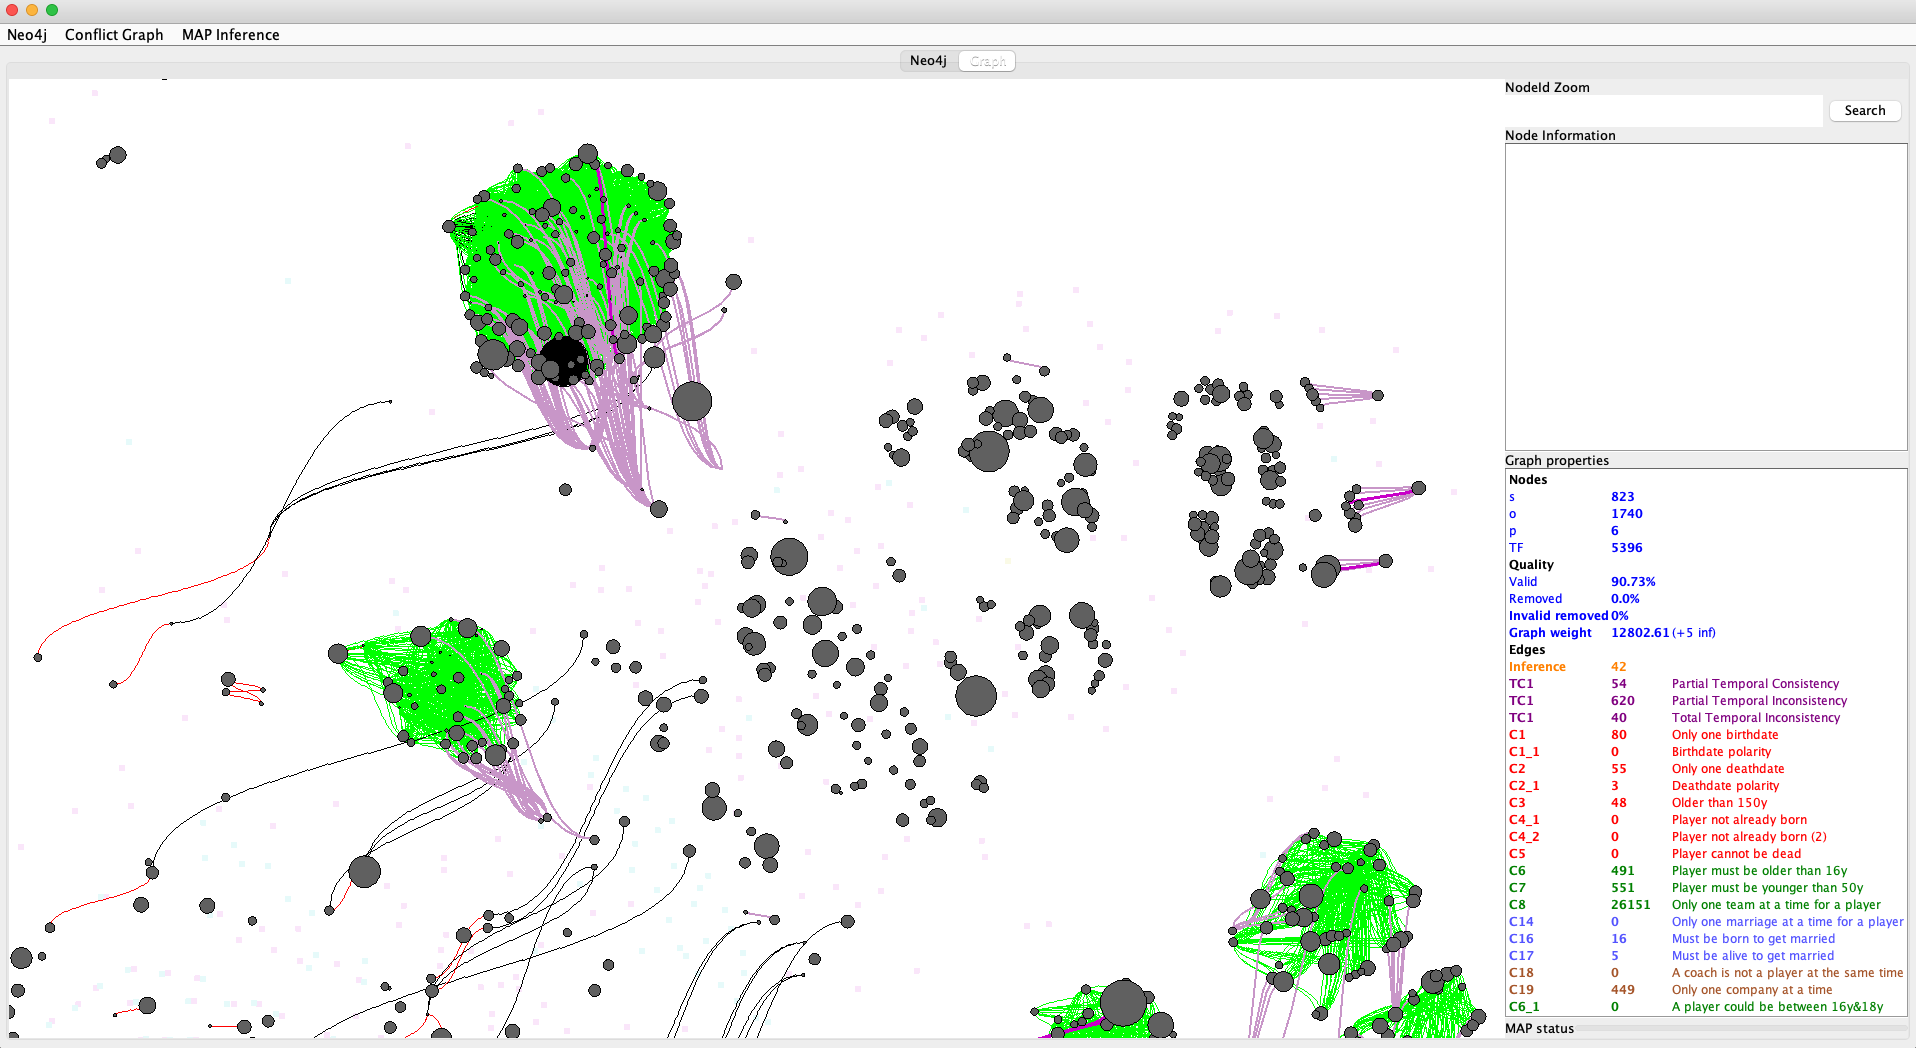 Neo4j Conflict Graph MAP Inference
Neo4j Graph
NodeId Zoom
Search
Node Information
Graph properties
Nodes
s 823
o 1740
p 6
TF 5396
Quality
Valid 90.73%
Removed 0.0%
Invalid removed 0%
Graph weight 12802.61 (+5 inf)
Edges
Inference 42
TC1 54 Partial Temporal Consistency
TC1 620 Partial Temporal Inconsistency
TC1 40 Total Temporal Inconsistency
C1 80 Only one birthdate
C1_1 0 Birthdate polarity
C2 55 Only one deathdate
C2_1 3 Deathdate polarity
C3 48 Older than 150y
C4_1 0 Player not already born
C4_2 0 Player not already born (2)
C5 0 Player cannot be dead
C6 491 Player must be older than 16y
C7 551 Player must be younger than 50y
C8 26151 Only one team at a time for a player
C14 0 Only one marriage at a time for a player
C16 16 Must be born to get married
C17 5 Must be alive to get married
C18 0 A coach is not a player at the same time
C19 449 Only one company at a time
C6_1 0 A player could be between 16y&18y
MAP status